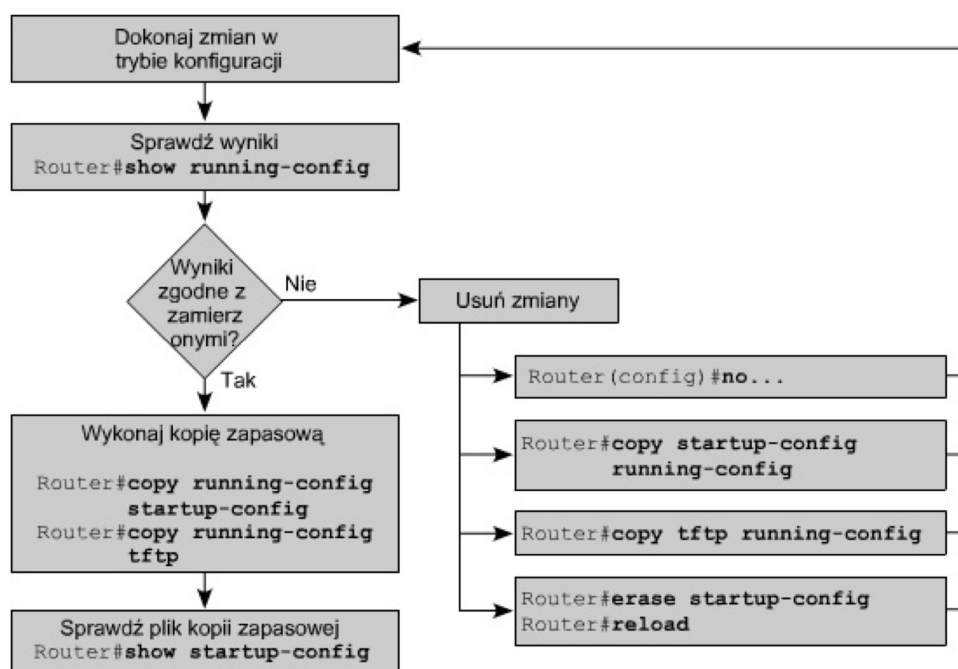 Dokonaj zmian w
trybie konfiguracji
Sprawdź wyniki
Router#show running-config
Wyniki
zgodne z
zamierz
onymi?
Nie
Tak
Usuń zmiany
Router(config)#no...
Router#copy startup-config
running-config
Router#copy tftp running-config
Router#erase startup-config
Router#reload
Wykonaj kopię zapasową
Router#copy running-config
startup-config
Router#copy running-config
tftp
Sprawdź plik kopii zapasowej
Router#show startup-config